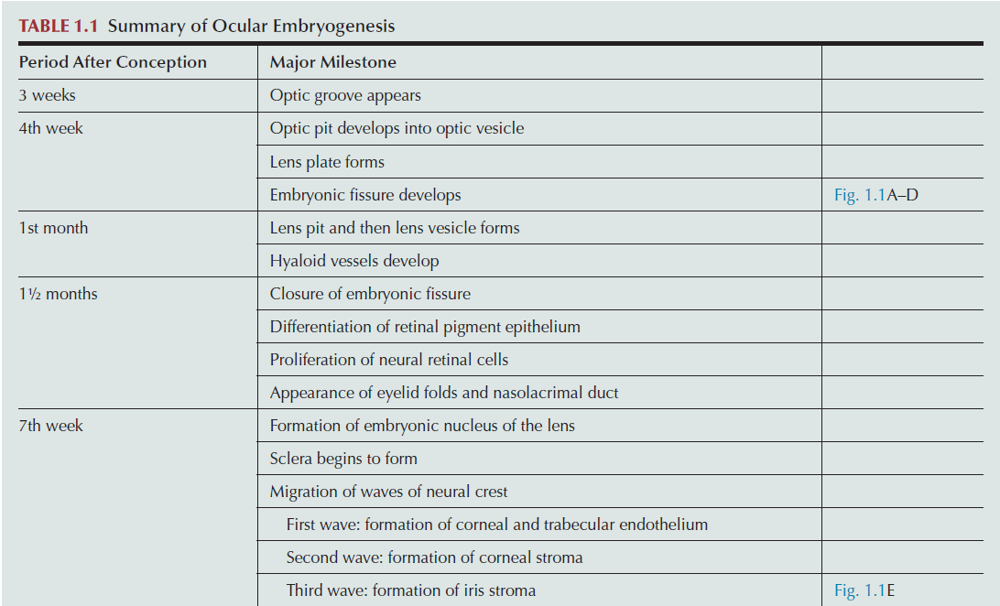 TABLE 1.1 Summary of Ocular Embryogenesis
Period After Conception Major Milestone
3 weeks Optic groove appears
4th week Optic pit develops into optic vesicle
Lens plate forms
Embryonic fissure develops Fig. 1.1A–D
1st month Lens pit and then lens vesicle forms
Hyaloid vessels develop
1½ months Closure of embryonic fissure
Differentiation of retinal pigment epithelium
Proliferation of neural retinal cells
Appearance of eyelid folds and nasolacrimal duct
7th week Formation of embryonic nucleus of the lens
Sclera begins to form
Migration of waves of neural crest
First wave: formation of corneal and trabecular endothelium
Second wave: formation of corneal stroma
Third wave: formation of iris stroma Fig. 1.1E